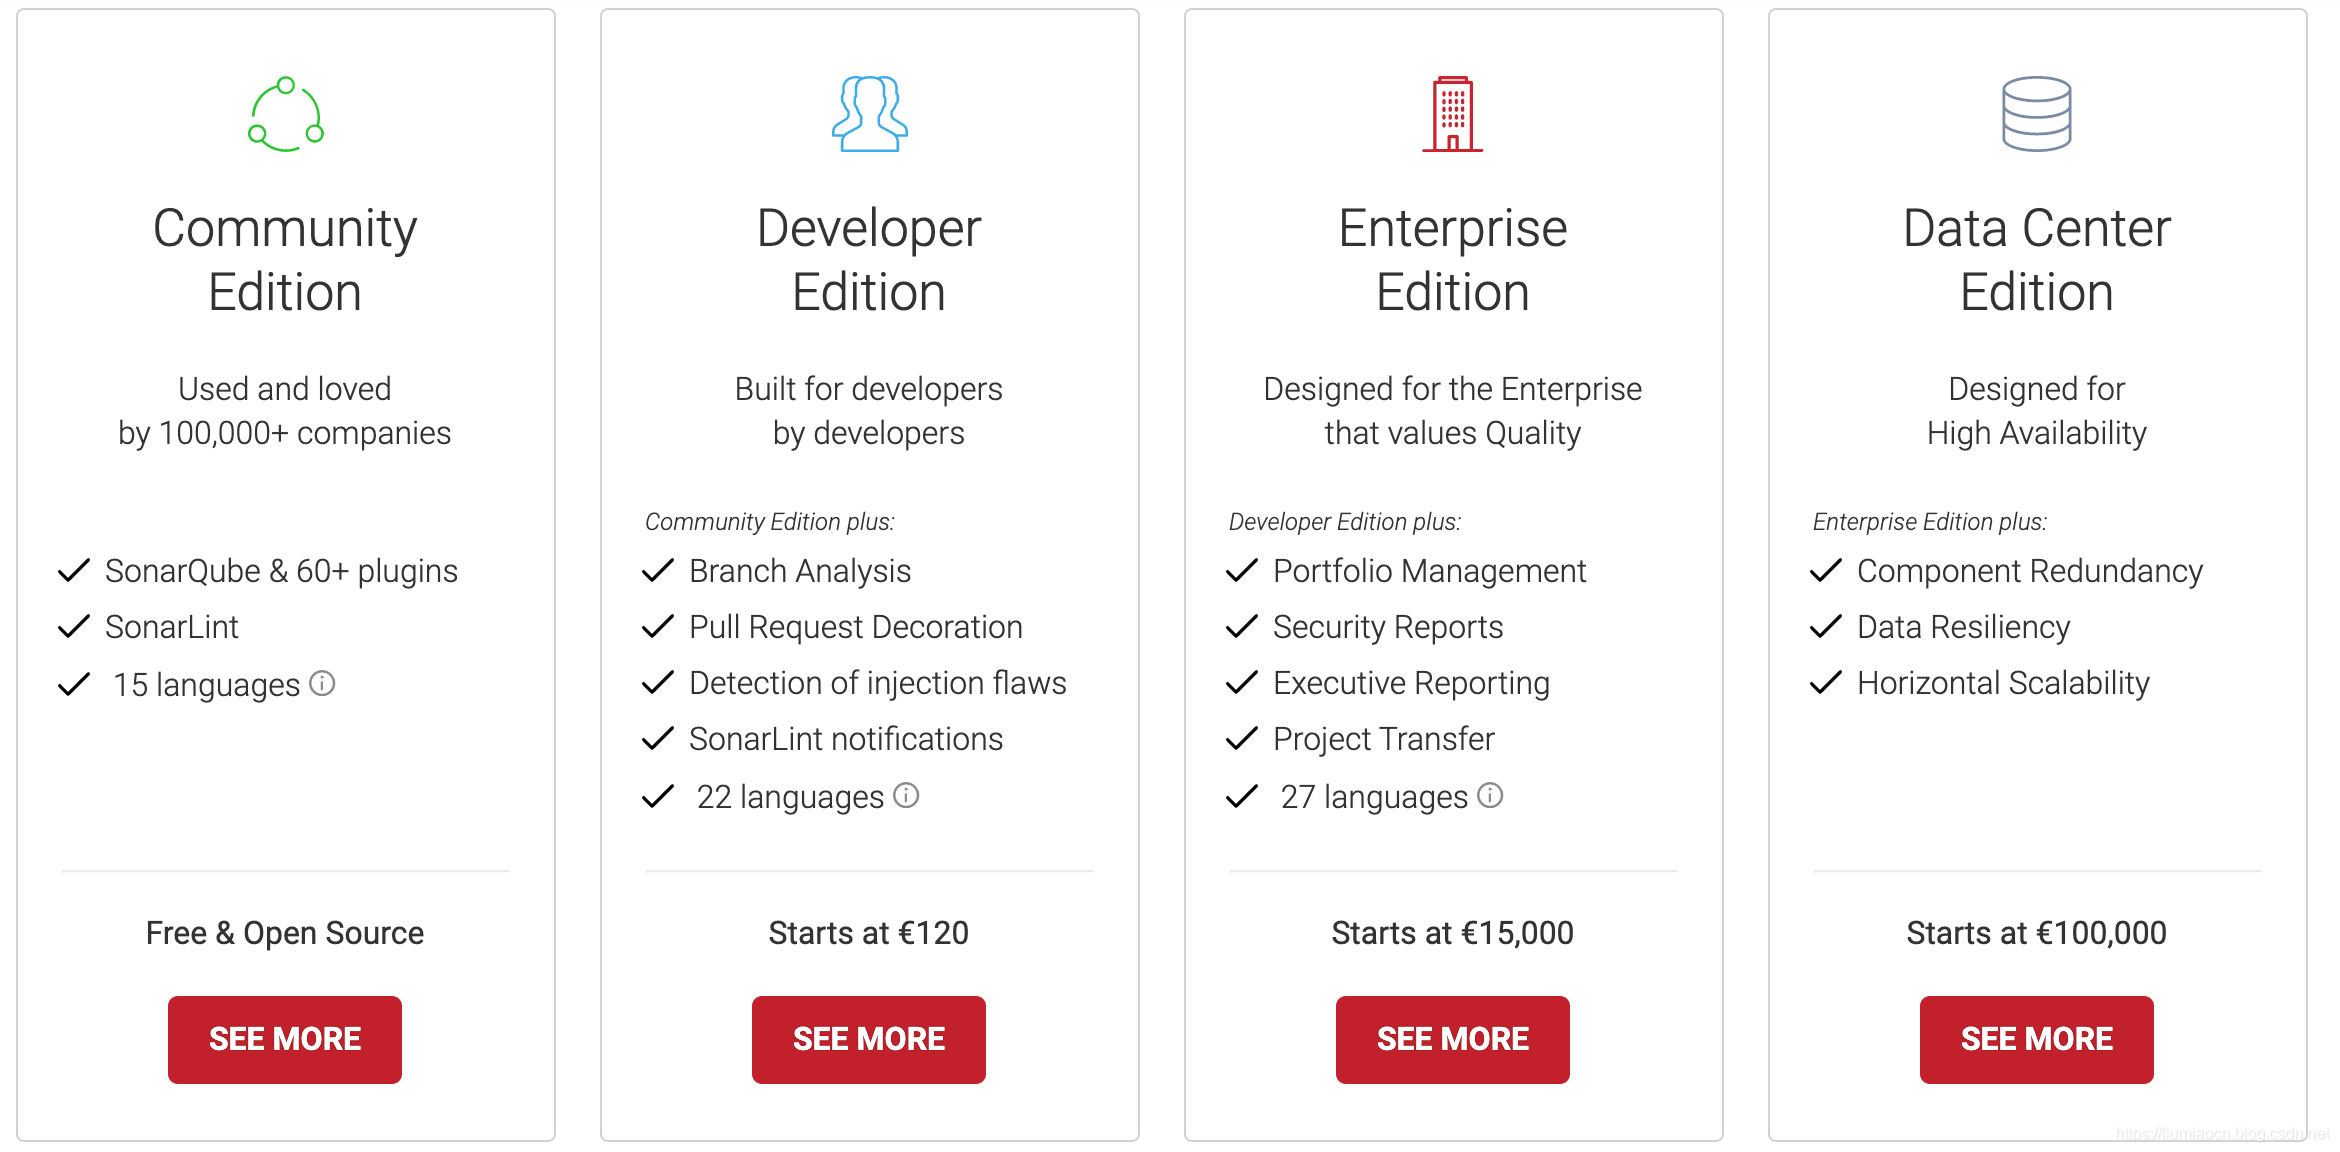 Community
Edition
Used and loved
by 100,000+ companies
SonarQube & 60+ plugins
SonarLint
15 languages
Free & Open Source
SEE MORE
Developer
Edition
Built for developers
by developers
Community Edition plus:
Branch Analysis
Pull Request Decoration
Detection of injection flaws
SonarLint notifications
22 languages
Starts at €120
SEE MORE
Enterprise
Edition
Designed for the Enterprise
that values Quality
Developer Edition plus:
Portfolio Management
Security Reports
Executive Reporting
Project Transfer
27 languages
Starts at €15,000
SEE MORE
Data Center
Edition
Designed for
High Availability
Enterprise Edition plus:
Component Redundancy
Data Resiliency
Horizontal Scalability
Starts at €100,000
SEE MORE
https://liumiaocn.blog.csdn.net